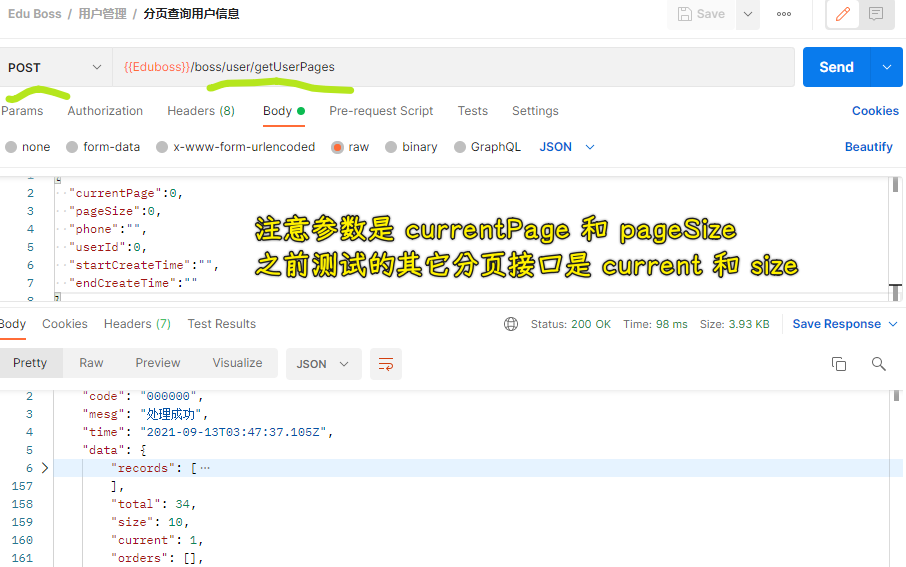 Edu Boss / 用户管理 / 分页查询用户信息
Save
POST
{{Eduboss}}/boss/user/getUserPages
Send
Params Authorization Headers (8) Body Pre-request Script Tests Settings Cookies
none form-data x-www-form-urlencoded raw binary GraphQL JSON Beautify
2 "currentPage":0,
3 "pageSize":0,
4 "phone":"",
5 "userId":0,
6 "startCreateTime":"",
7 "endCreateTime":""
8 }
注意参数是 currentPage 和 pageSize
之前测试的其它分页接口是 current 和 size
Body Cookies Headers (7) Test Results Status: 200 OK Time: 98 ms Size: 3.93 KB Save Response
Pretty Raw Preview Visualize JSON
2 "code": "000000",
3 "mesg": "处理成功",
4 "time": "2021-09-13T03:47:37.105Z",
5 "data": {
6 "records": [ ···
157 ],
158 "total": 34,
159 "size": 10,
160 "current": 1,
161 "orders": [],